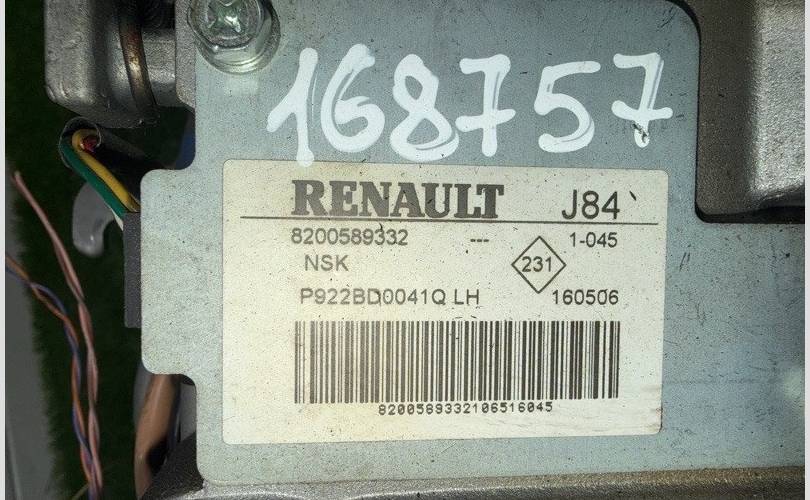 168757
RENAULT J84
8200589332 --- 1-045
NSK 231
P922BD0041Q LH 160506
8200589332106516045